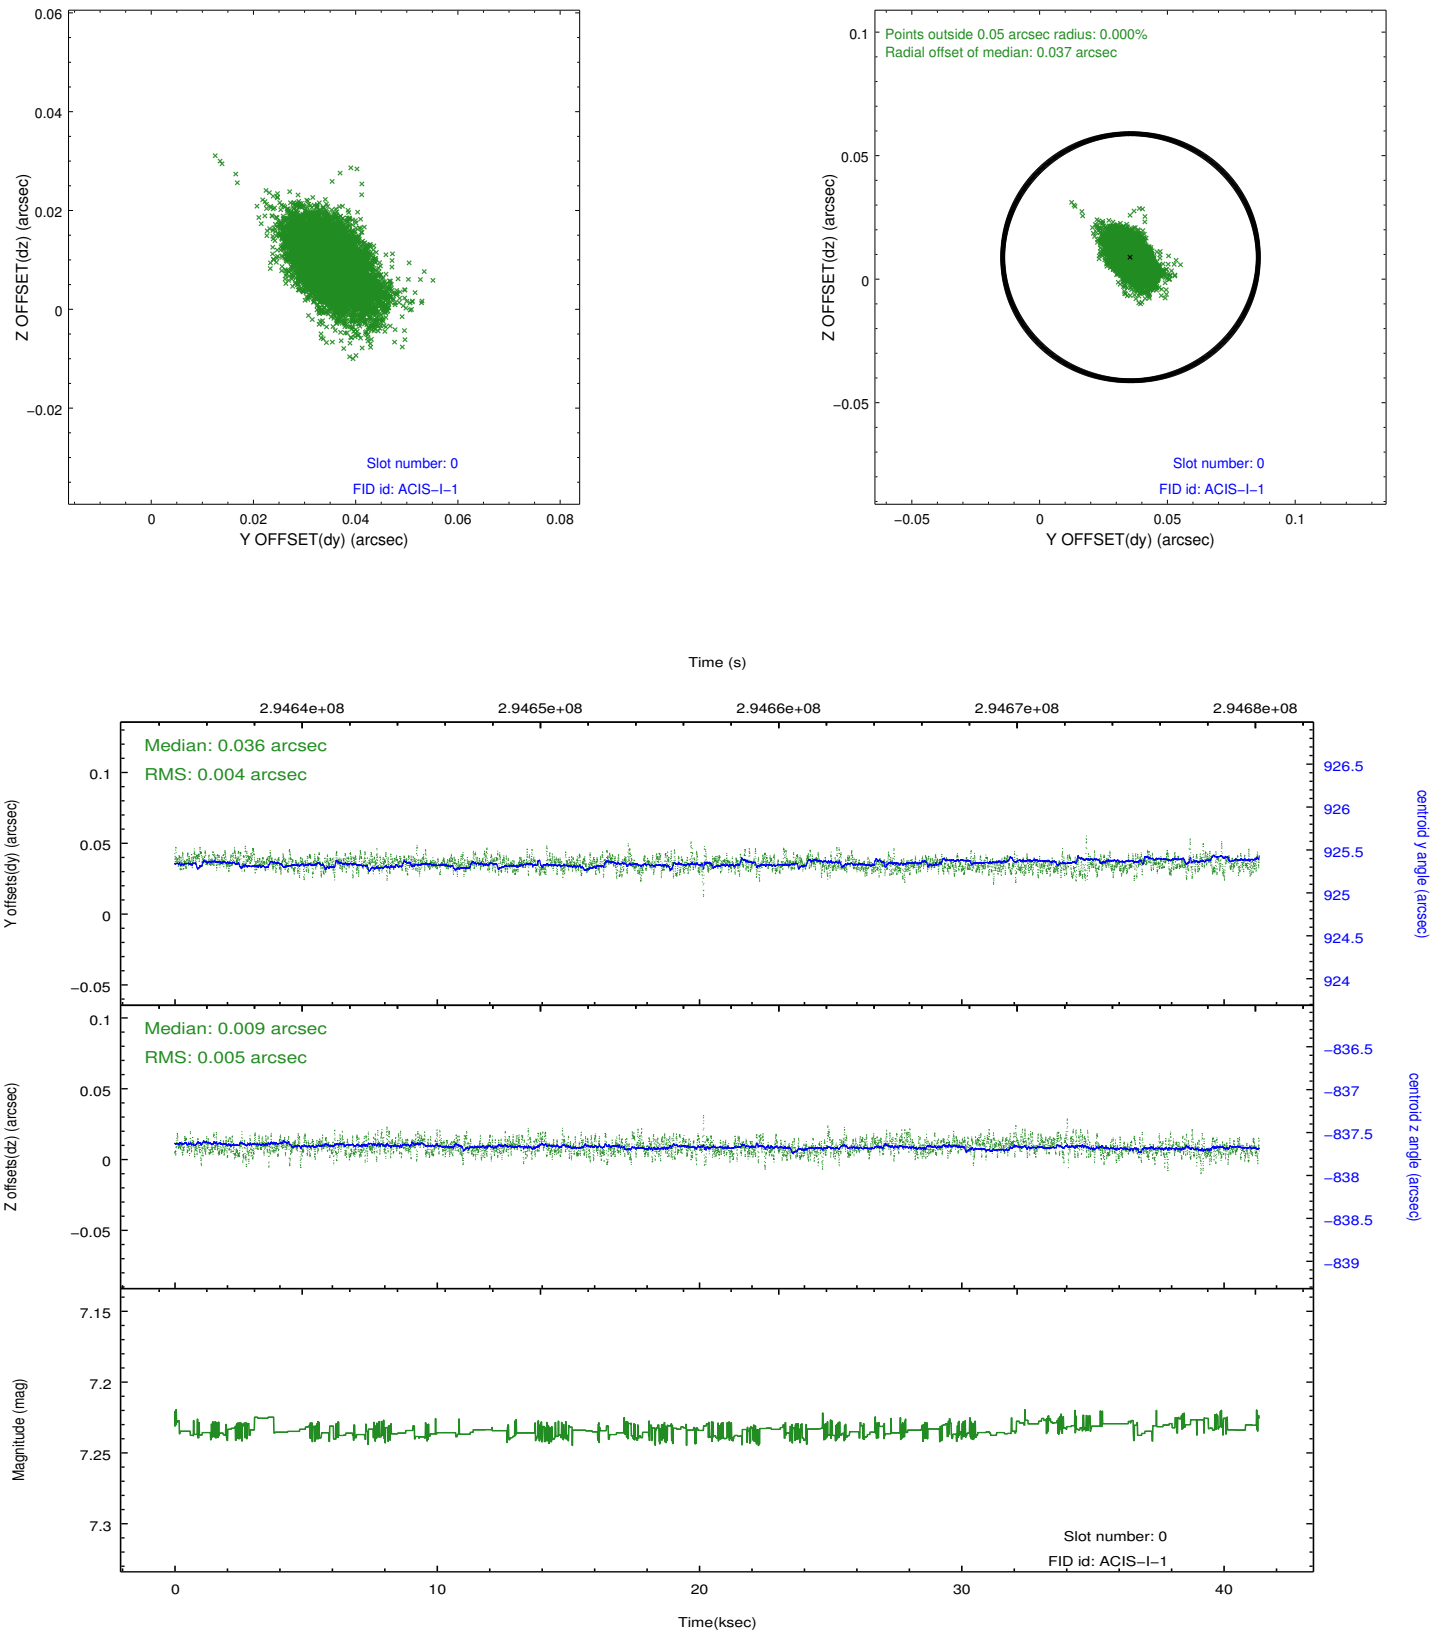 0.06
0.04
0.02
0
−0.02
Z OFFSET(dz) (arcsec)
Slot number: 0
FID id: ACIS−I−1
0 0.02 0.04 0.06 0.08
Y OFFSET(dy) (arcsec)
Points outside 0.05 arcsec radius: 0.000%
Radial offset of median: 0.037 arcsec
0.1
0.05
0
−0.05
Z OFFSET(dz) (arcsec)
Slot number: 0
FID id: ACIS−I−1
−0.05 0 0.05 0.1
Y OFFSET(dy) (arcsec)
Time (s)
2.9464e+08 2.9465e+08 2.9466e+08 2.9467e+08 2.9468e+08
Median: 0.036 arcsec
RMS: 0.004 arcsec
0.1
0.05
0
−0.05
Y offsets(dy) (arcsec)
926.5
926
925.5
925
924.5
924
centroid y angle (arcsec)
Median: 0.009 arcsec
RMS: 0.005 arcsec
0.1
0.05
0
−0.05
Z offsets(dz) (arcsec)
−836.5
−837
−837.5
−838
−838.5
−839
centroid z angle (arcsec)
7.15
7.2
7.25
7.3
Magnitude (mag)
Slot number: 0
FID id: ACIS−I−1
0 10 20 30 40
Time(ksec)